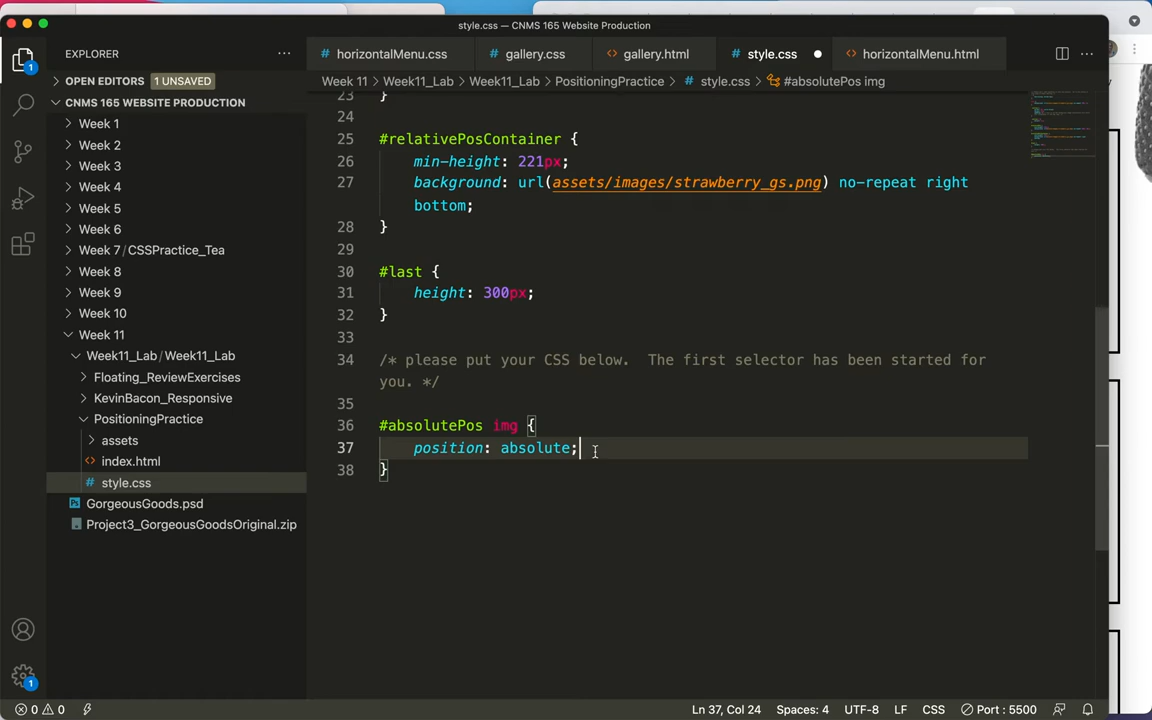 style.css — CNMS 165 Website Production
EXPLORER
horizontalMenu.css
gallery.css
gallery.html
style.css
horizontalMenu.html
OPEN EDITORS 1 UNSAVED
Week 11 > Week11_Lab > Week11_Lab > PositioningPractice > # style.css > #absolutePos img
CNMS 165 WEBSITE PRODUCTION
Week 1
Week 2
Week 3
Week 4
Week 5
Week 6
Week 7/CSSPractice_Tea
Week 8
Week 9
Week 10
Week 11
Week11_Lab/Week11_Lab
Floating_ReviewExercises
KevinBacon_Responsive
PositioningPractice
assets
index.html
style.css
GorgeousGoods.psd
Project3_GorgeousGoodsOriginal.zip
23 }
24
25 #relativePosContainer {
26 min-height: 221px;
27 background: url(assets/images/strawberry_gs.png) no-repeat right
bottom;
28 }
29
30 #last {
31 height: 300px;
32 }
33
34 /* please put your CSS below.  The first selector has been started for
you. */
35
36 #absolutePos img {
37 position: absolute;
38 }
1
1
0 0
Ln 37, Col 24 Spaces: 4 UTF-8 LF CSS Port : 5500